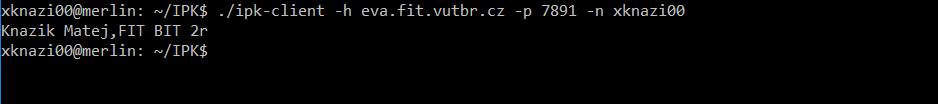 xknazi00@merlin: ~/IPK$ ./ipk-client -h eva.fit.vutbr.cz -p 7891 -n xknazi00
Knazik Matej,FIT BIT 2r
xknazi00@merlin: ~/IPK$